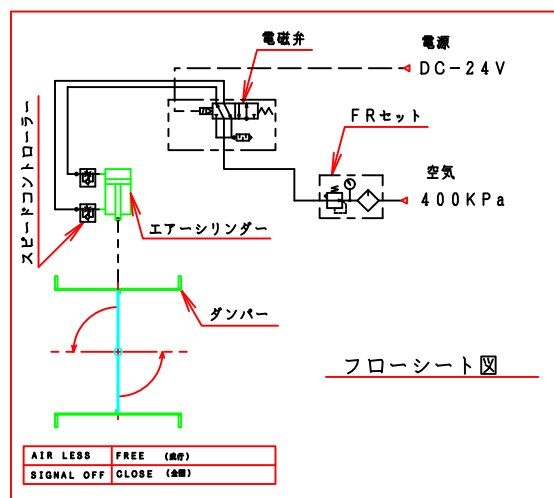 電磁弁
電源
DC-24V
FRセット
空気
400KPa
スピードコントローラー
エアーシリンダー
ダンパー
フローシート図
AIR LESS FREE
SIGNAL OFF CLOSE (全閉)